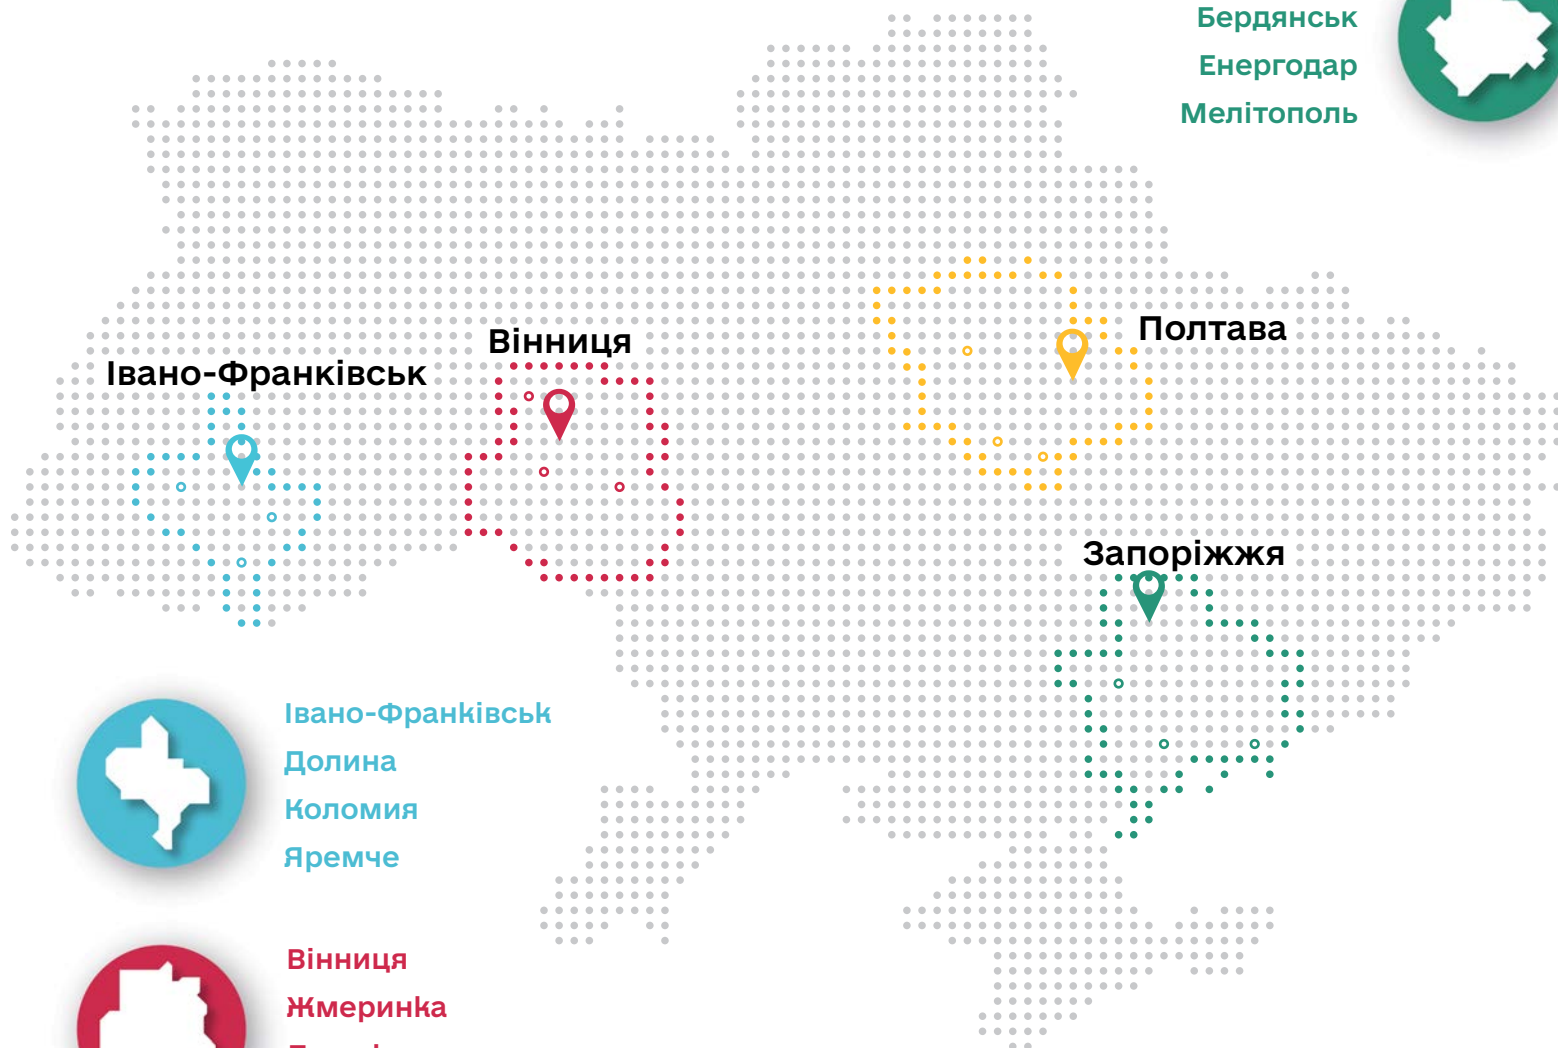 Бердянськ
Енергодар
Мелітополь
Полтава
Вінниця
Івано-Франківськ
Запоріжжя
Івано-Франківськ
Долина
Коломия
Яремче
Вінниця
Жмеринка